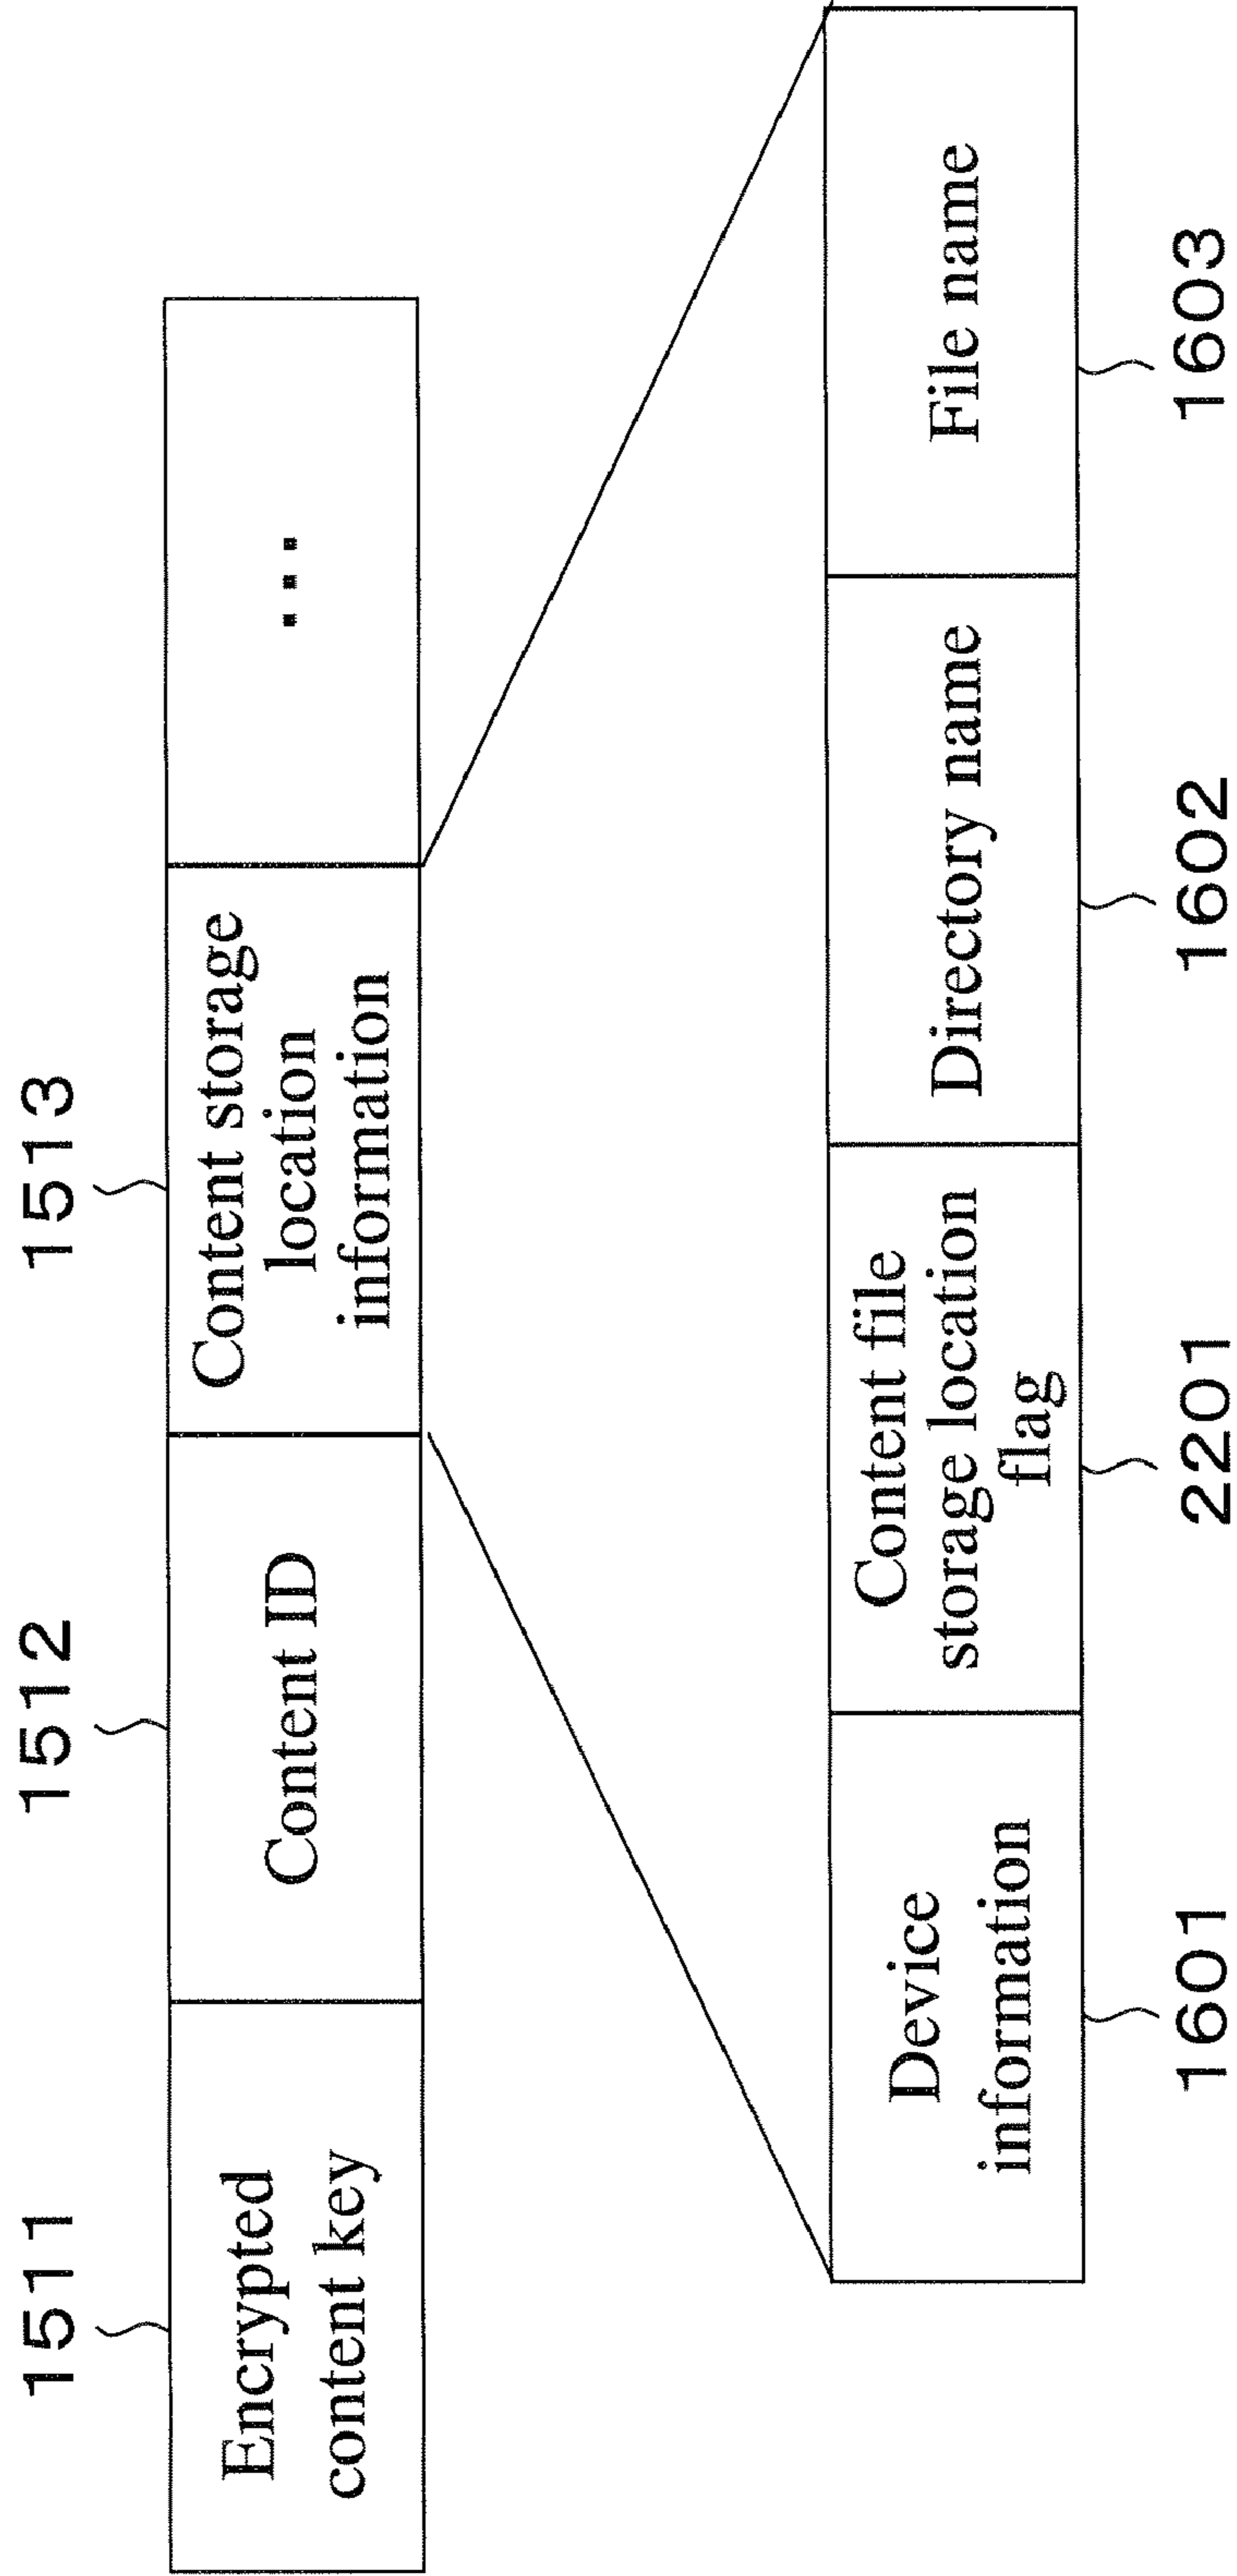 1511
1512
1513
Encrypted
content key
Content ID
Content storage
location
information
...
Device
information
Content file
storage location
flag
Directory name
File name
1601
2201
1602
1603